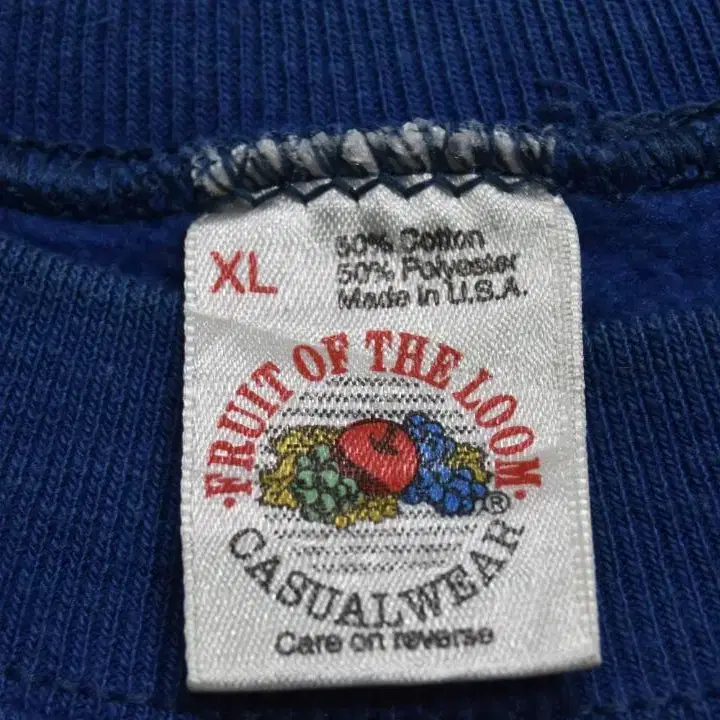 XL
50% Cotton
50% Polyester
Made in U.S.A.
·FRUIT OF THE LOOM·
®
CASUALWEAR
Care on reverse